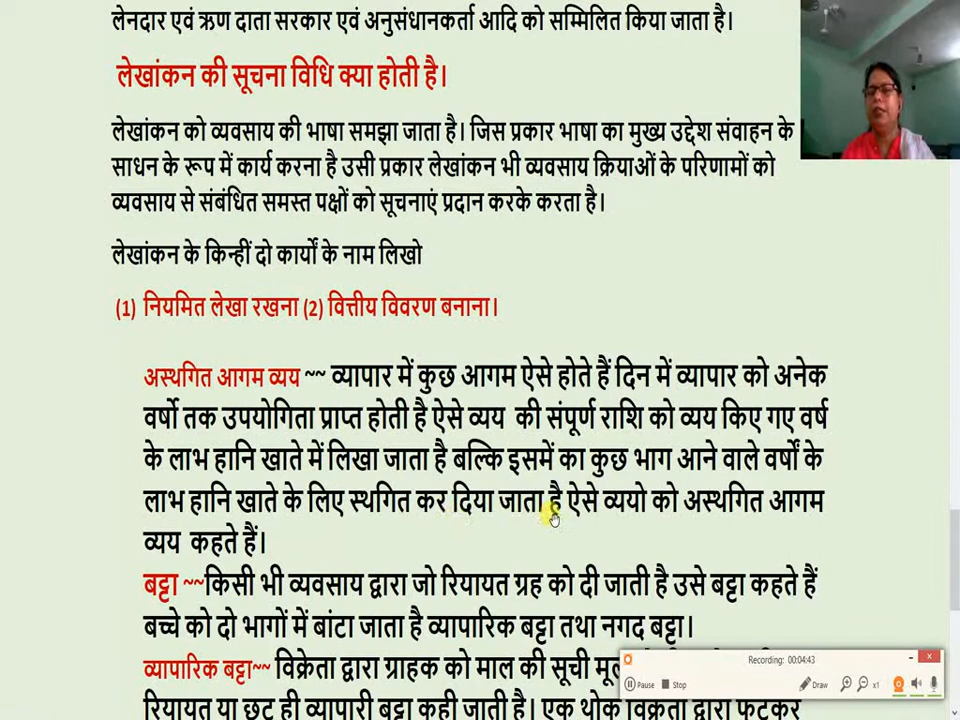 लेनदार एवं ऋण दाता सरकार एवं अनुसंधानकर्ता आदि को सम्मिलित किया जाता है।
लेखांकन की सूचना विधि क्या होती है।
लेखांकन को व्यवसाय की भाषा समझा जाता है। जिस प्रकार भाषा का मुख्य उद्देश संवाहन के
साधन के रूप में कार्य करना है उसी प्रकार लेखांकन भी व्यवसाय क्रियाओं के परिणामों को
व्यवसाय से संबंधित समस्त पक्षों को सूचनाएं प्रदान करके करता है।
लेखांकन के किन्हीं दो कार्यों के नाम लिखो
(1) नियमित लेखा रखना (2) वित्तीय विवरण बनाना।
अस्थगित आगम व्यय ~~ व्यापार में कुछ आगम ऐसे होते हैं दिन में व्यापार को अनेक
वर्षो तक उपयोगिता प्राप्त होती है ऐसे व्यय की संपूर्ण राशि को व्यय किए गए वर्ष
के लाभ हानि खाते में लिखा जाता है बल्कि इसमें का कुछ भाग आने वाले वर्षों के
लाभ हानि खाते के लिए स्थगित कर दिया जाता है ऐसे व्ययो को अस्थगित आगम
व्यय कहते हैं।
बट्टा ~~किसी भी व्यवसाय द्वारा जो रियायत ग्रह को दी जाती है उसे बट्टा कहते हैं
बच्चे को दो भागों में बांटा जाता है व्यापारिक बट्टा तथा नगद बट्टा।
व्यापारिक बट्टा~~ विक्रेता द्वारा ग्राहक को माल की सूची
रियायत या छूट ही व्यापारी बट्टा कही जाती है। एक थोक विक्रेता द्वारा फुटकर
Recording: 00:04:43
Pause Stop Draw x1